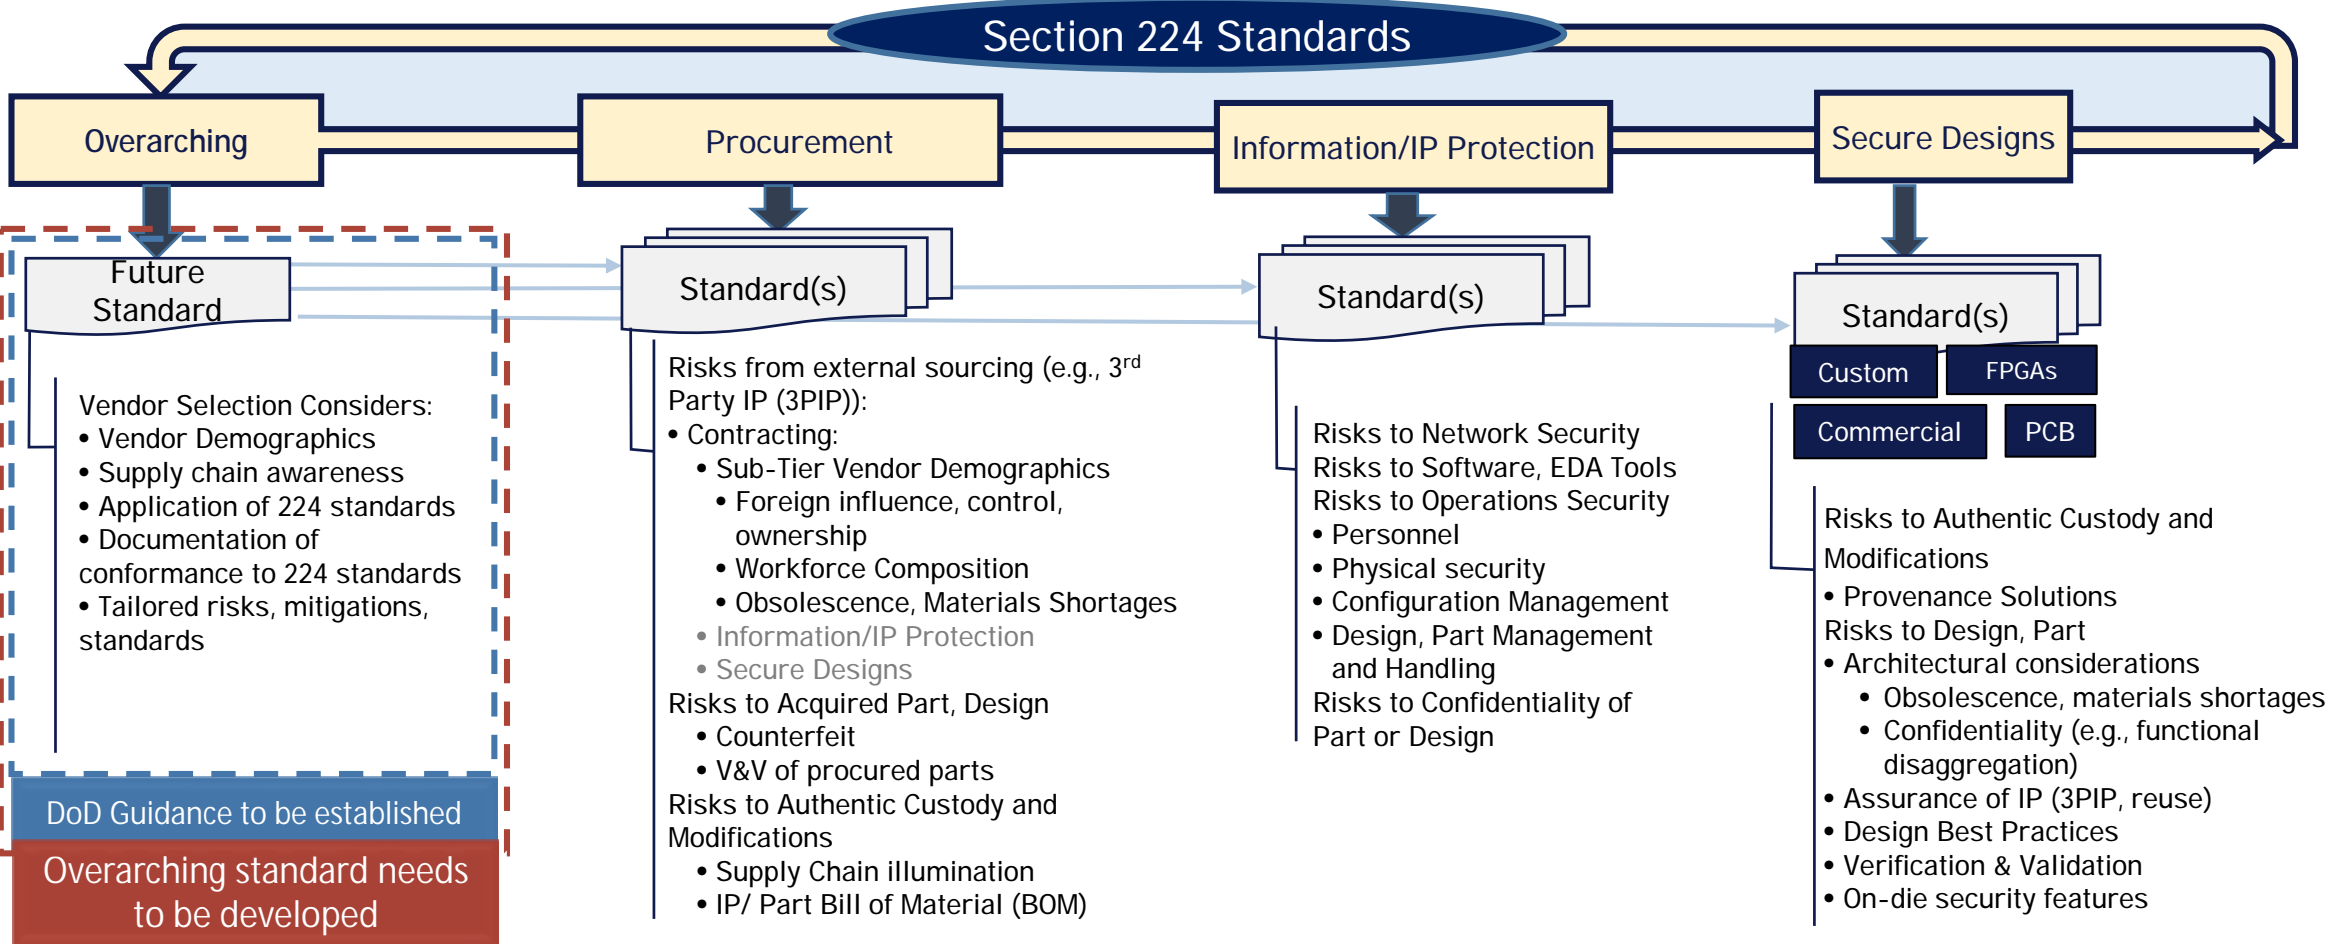 Section 224 Standards
Overarching
Procurement
Information/IP Protection
Secure Designs
Future
Standard
Vendor Selection Considers:
• Vendor Demographics
• Supply chain awareness
• Application of 224 standards
• Documentation of
conformance to 224 standards
• Tailored risks, mitigations,
standards
DoD Guidance to be established
Overarching standard needs
to be developed
Standard(s)
Risks from external sourcing (e.g., 3rd
Party IP (3PIP)):
• Contracting:
• Sub-Tier Vendor Demographics
• Foreign influence, control,
ownership
• Workforce Composition
• Obsolescence, Materials Shortages
• Information/IP Protection
• Secure Designs
Risks to Acquired Part, Design
• Counterfeit
• V&V of procured parts
Risks to Authentic Custody and
Modifications
• Supply Chain illumination
• IP/ Part Bill of Material (BOM)
Standard(s)
Risks to Network Security
Risks to Software, EDA Tools
Risks to Operations Security
• Personnel
• Physical security
• Configuration Management
• Design, Part Management
and Handling
Risks to Confidentiality of
Part or Design
Standard(s)
Custom
FPGAs
Commercial
PCB
Risks to Authentic Custody and
Modifications
• Provenance Solutions
Risks to Design, Part
• Architectural considerations
• Obsolescence, materials shortages
• Confidentiality (e.g., functional
disaggregation)
• Assurance of IP (3PIP, reuse)
• Design Best Practices
• Verification & Validation
• On-die security features